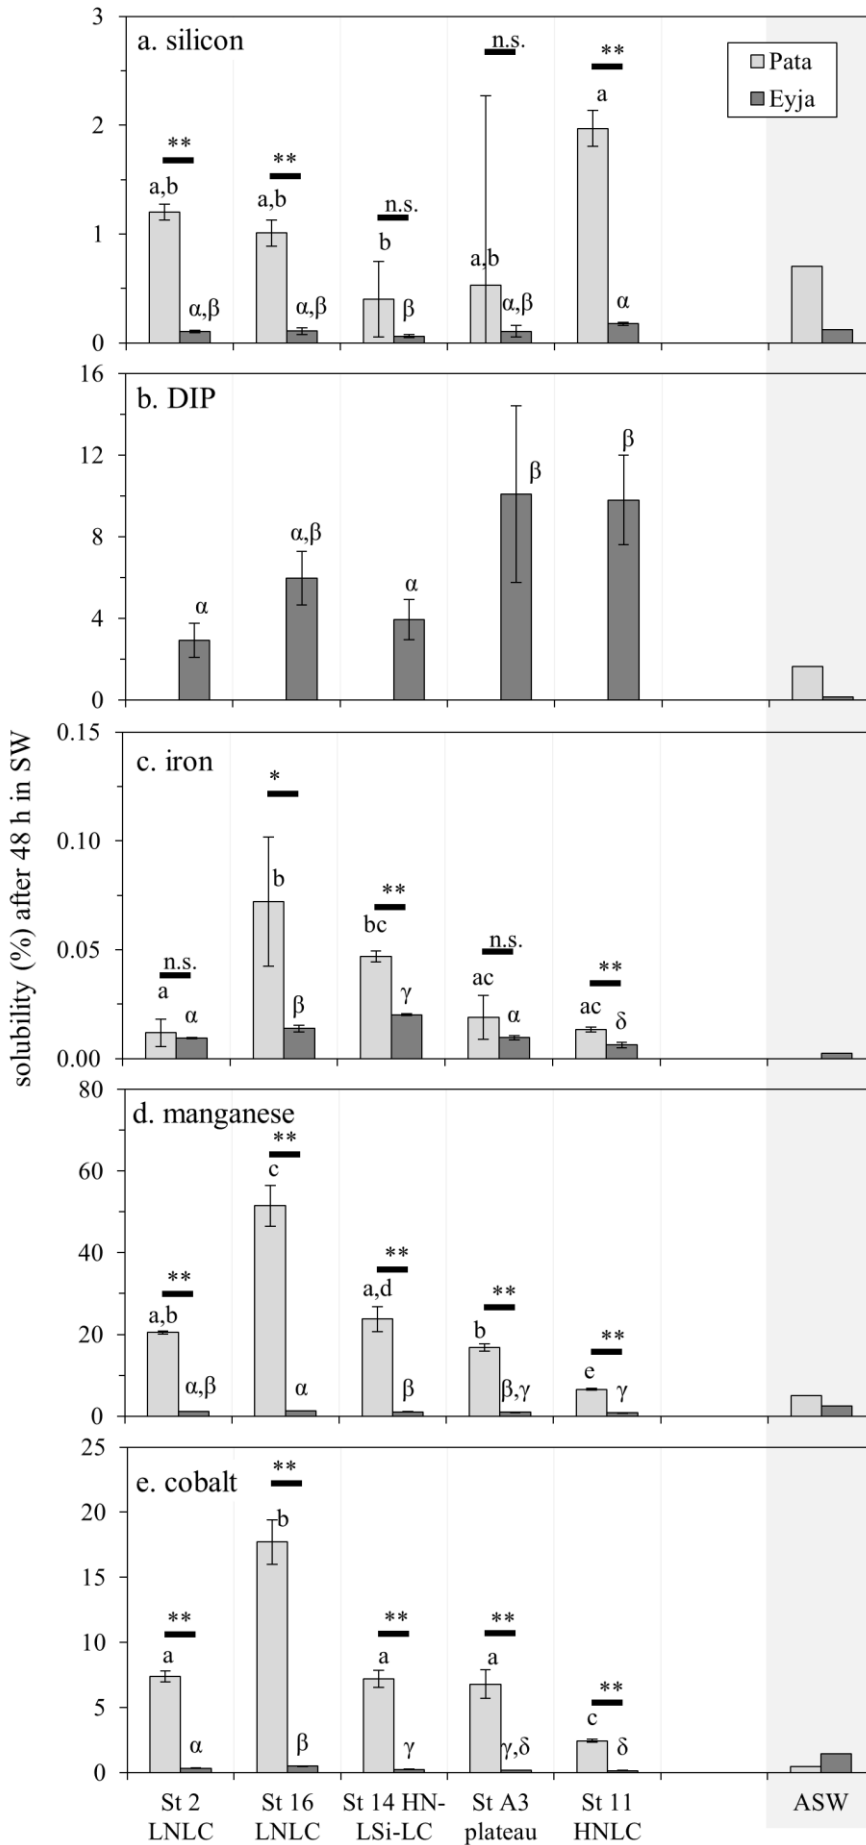 solubility (%) after 48 h in SW
a. silicon
Pata
Eyja
3
2
1
0
** ** n.s. n.s. **
a,b a,b b a,b a
α,β α,β β α,β α
b. DIP
16
12
8
4
0
α α,β α β β
c. iron
0.15
0.10
0.05
0.00
n.s. * ** n.s. **
a b bc ac ac
α β γ α δ
d. manganese
80
60
40
20
0
** ** ** ** **
a,b c a,d b e
α,β α β β,γ γ
e. cobalt
25
20
15
10
5
0
** ** ** ** **
a b a a c
α β γ γ,δ δ
St 2 St 16 St 14 HN- St A3 St 11 ASW
LNLC LNLC LSi-LC plateau HNLC